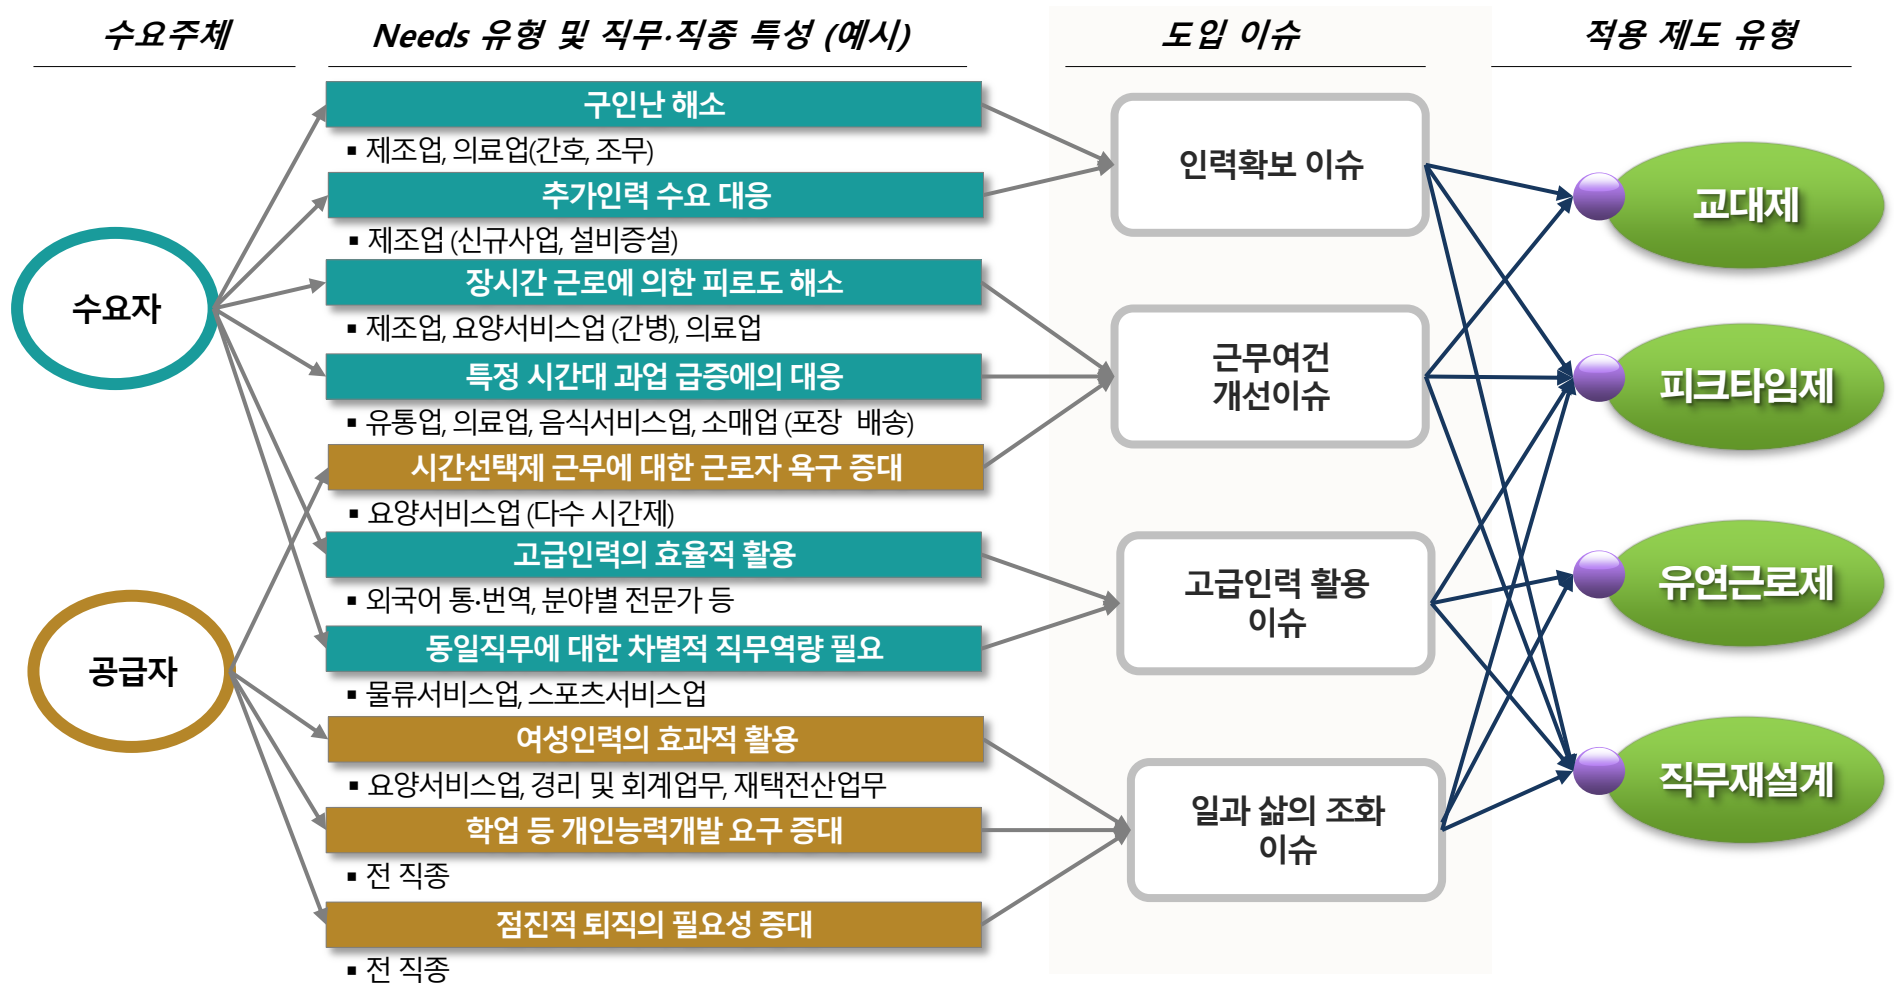 수요주체
Needs 유형 및 직무·직종 특성 (예시)
도입 이슈
적용 제도 유형
수요자
공급자
구인난 해소
▪ 제조업, 의료업(간호, 조무)
추가인력 수요 대응
▪ 제조업 (신규사업, 설비증설)
장시간 근로에 의한 피로도 해소
▪ 제조업, 요양서비스업 (간병), 의료업
특정 시간대 과업 급증에의 대응
▪ 유통업, 의료업, 음식서비스업, 소매업 (포장 배송)
시간선택제 근무에 대한 근로자 욕구 증대
▪ 요양서비스업 (다수 시간제)
고급인력의 효율적 활용
▪ 외국어 통·번역, 분야별 전문가 등
동일직무에 대한 차별적 직무역량 필요
▪ 물류서비스업, 스포츠서비스업
여성인력의 효과적 활용
▪ 요양서비스업, 경리 및 회계업무, 재택전산업무
학업 등 개인능력개발 요구 증대
▪ 전 직종
점진적 퇴직의 필요성 증대
▪ 전 직종
인력확보 이슈
근무여건
개선이슈
고급인력 활용
이슈
일과 삶의 조화
이슈
교대제
피크타임제
유연근로제
직무재설계